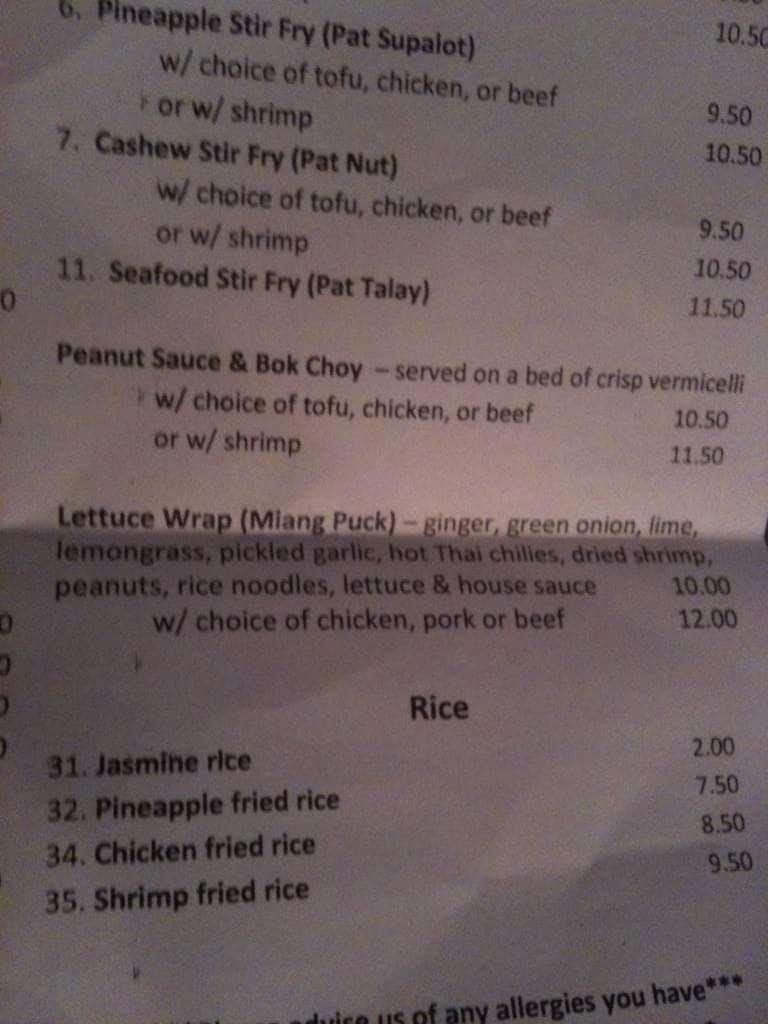 10.50
6. Pineapple Stir Fry (Pat Supalot)
w/ choice of tofu, chicken, or beef 9.50
or w/ shrimp 10.50
7. Cashew Stir Fry (Pat Nut)
w/ choice of tofu, chicken, or beef 9.50
or w/ shrimp 10.50
11. Seafood Stir Fry (Pat Talay) 11.50
Peanut Sauce & Bok Choy – served on a bed of crisp vermicelli
w/ choice of tofu, chicken, or beef 10.50
or w/ shrimp 11.50
Lettuce Wrap (Miang Puck) – ginger, green onion, lime,
lemongrass, pickled garlic, hot Thai chilies, dried shrimp,
peanuts, rice noodles, lettuce & house sauce 10.00
w/ choice of chicken, pork or beef 12.00
Rice
31. Jasmine rice 2.00
32. Pineapple fried rice 7.50
34. Chicken fried rice 8.50
35. Shrimp fried rice 9.50
advice us of any allergies you have***